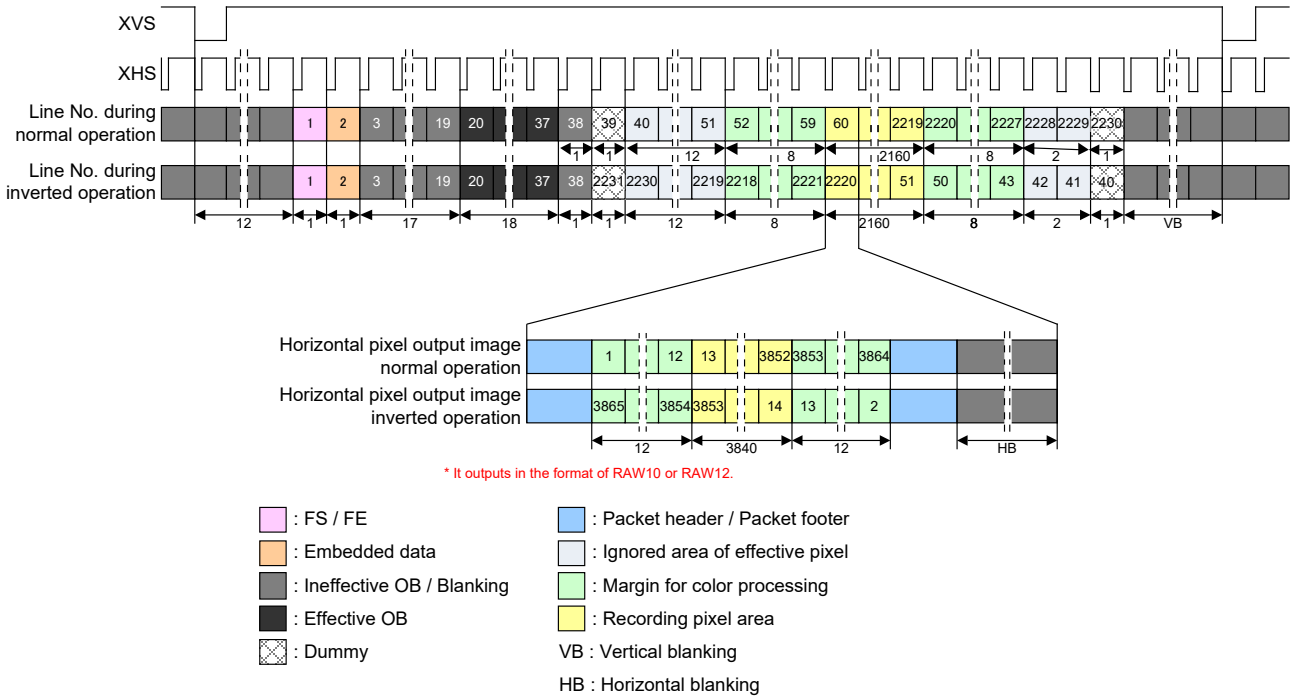 XVS
XHS
Line No. during
normal operation
1 2 3 19 20 37 38 39 40 51 52 59 60 2219 2220 2227 2228 2229 2230
1 1 12 8 2160 8 2 1
Line No. during
inverted operation
1 2 3 19 20 37 38 2231 2230 2219 2218 2221 2220 51 50 43 42 41 40
12 1 1 17 18 1 1 12 8 2160 8 2 1 VB
Horizontal pixel output image
normal operation
1 12 13 3852 3853 3864
Horizontal pixel output image
inverted operation
3865 3854 3853 14 13 2
12 3840 12 HB
* It outputs in the format of RAW10 or RAW12.
: FS / FE
: Embedded data
: Ineffective OB / Blanking
: Effective OB
: Dummy
: Packet header / Packet footer
: Ignored area of effective pixel
: Margin for color processing
: Recording pixel area
VB : Vertical blanking
HB : Horizontal blanking